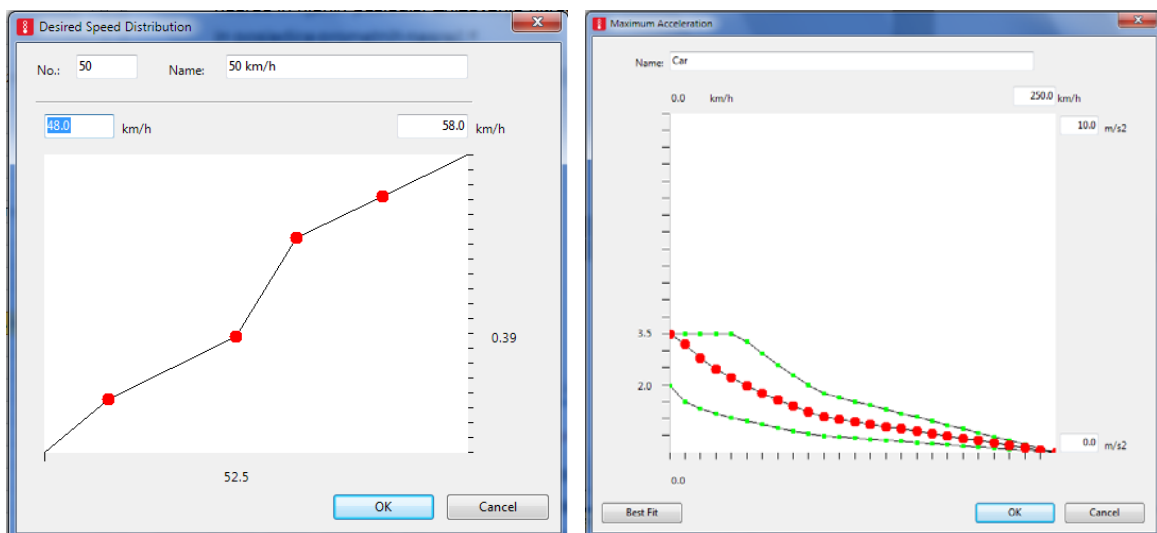 Desired Speed Distribution
No.: 50 Name: 50 km/h
48.0 km/h 58.0 km/h
0.39
52.5
OK Cancel
Maximum Acceleration
Name: Car
0.0 km/h 250.0 km/h
10.0 m/s2
3.5
2.0
0.0 m/s2
0.0
Best Fit OK Cancel